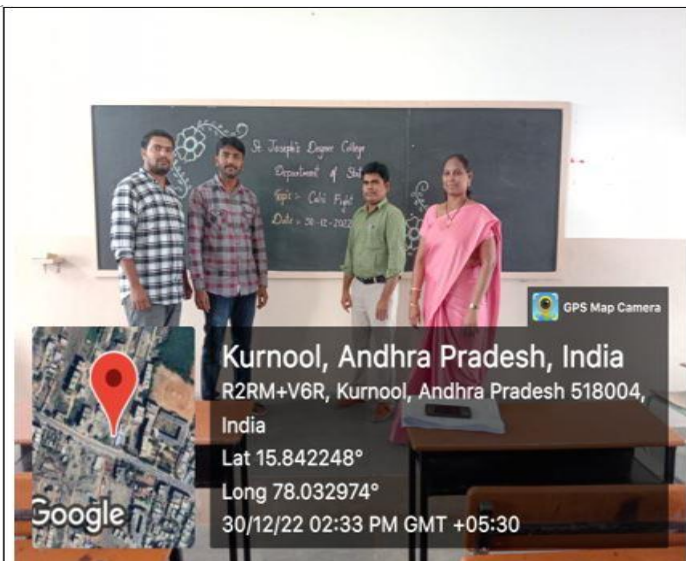 St. Joseph's Degree College
Department of Stat
Topic :- Cahi Fight
Date = 30-12-2022
GPS Map Camera
Kurnool, Andhra Pradesh, India
R2RM+V6R, Kurnool, Andhra Pradesh 518004,
India
Lat 15.842248°
Long 78.032974°
30/12/22 02:33 PM GMT +05:30
Google